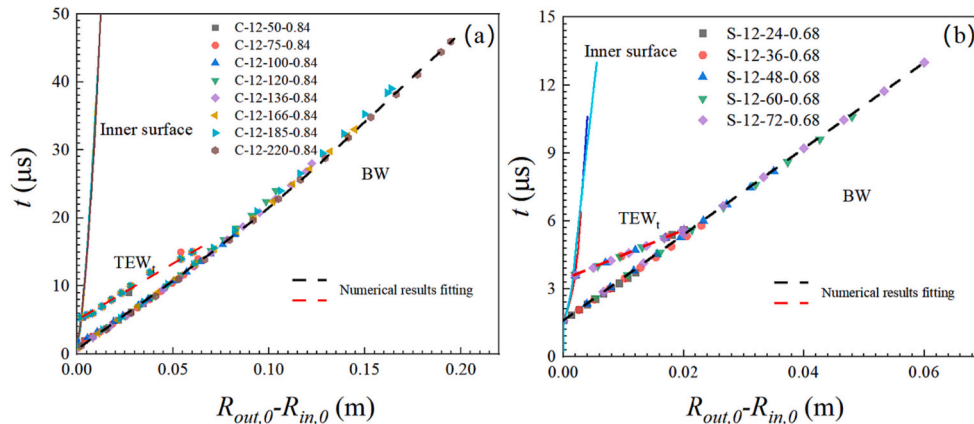 (a)
C-12-50-0.84
C-12-75-0.84
C-12-100-0.84
C-12-120-0.84
C-12-136-0.84
C-12-166-0.84
C-12-185-0.84
C-12-220-0.84
Inner surface
BW
TEWt
Numerical results fitting
t (μs)
50
40
30
20
10
0
0.00 0.05 0.10 0.15 0.20
Rout,0-Rin,0 (m)
(b)
S-12-24-0.68
S-12-36-0.68
S-12-48-0.68
S-12-60-0.68
S-12-72-0.68
Inner surface
BW
TEWt
Numerical results fitting
t (μs)
15
12
9
6
3
0
0.00 0.02 0.04 0.06
Rout,0-Rin,0 (m)